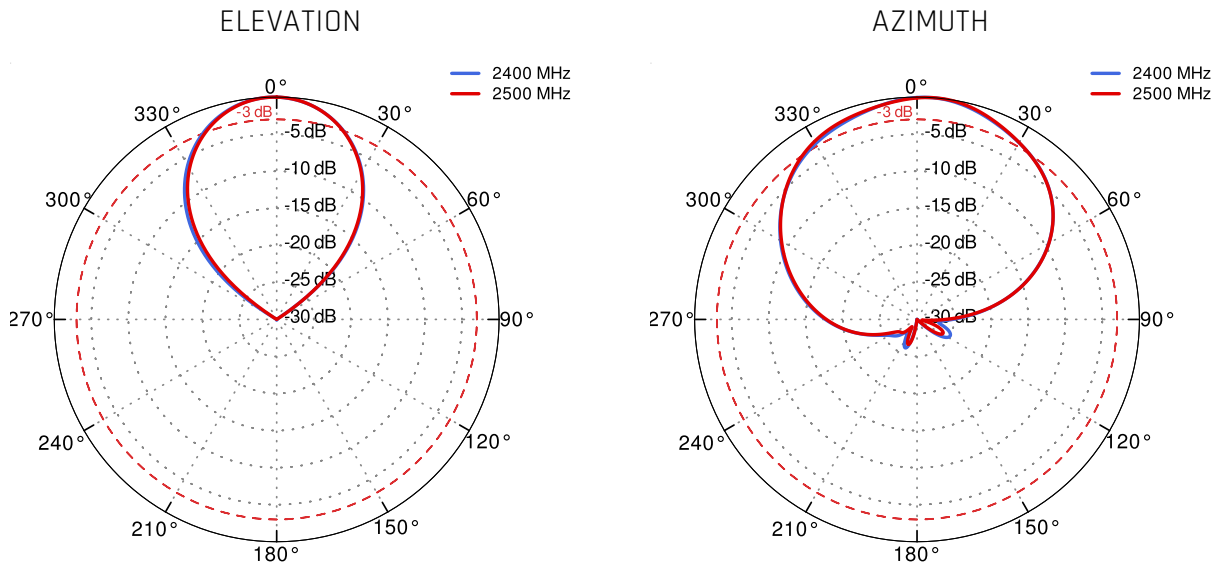 ELEVATION
2400 MHz
2500 MHz
0°
330°
-3 dB
30°
-5 dB
-10 dB
300°
60°
-15 dB
-20 dB
-25 dB
270°
-30 dB
90°
240°
120°
210°
150°
180°
AZIMUTH
2400 MHz
2500 MHz
0°
330°
-3 dB
30°
-5 dB
-10 dB
300°
60°
-15 dB
-20 dB
-25 dB
270°
-30 dB
90°
240°
120°
210°
150°
180°